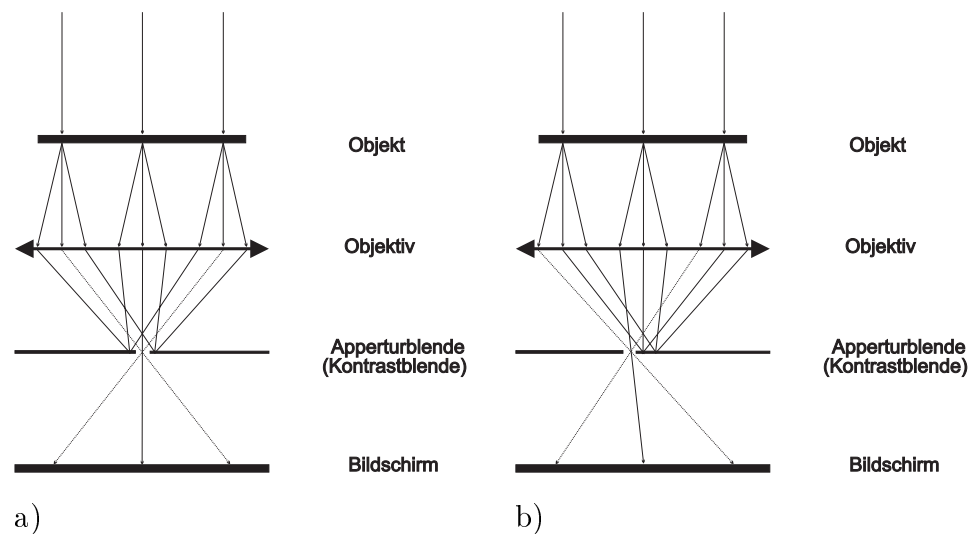 Objekt
Objektiv
Apperturblende
(Kontrastblende)
Bildschirm
a)
Objekt
Objektiv
Apperturblende
(Kontrastblende)
Bildschirm
b)